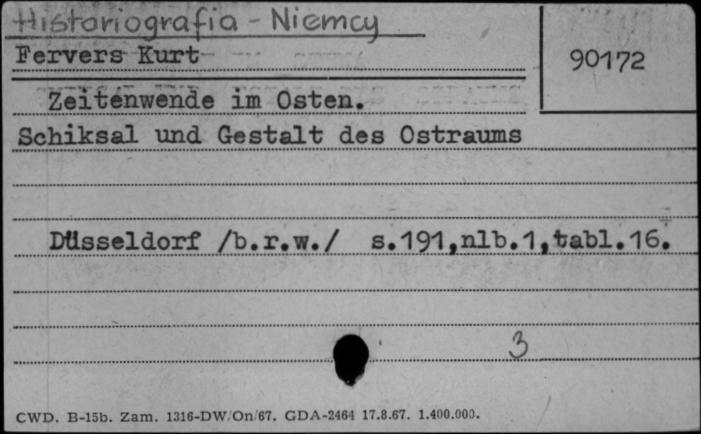 Historiografia - Niemcy
Fervers Kurt
90172
Zeitenwende im Osten.
Schiksal und Gestalt des Ostraums
Düsseldorf /b.r.w./ s.191,nlb.1,tabl.16.
3
CWD. B-15b. Zam. 1316-DW/On/67. GDA-2464 17.8.67. 1.400.000.